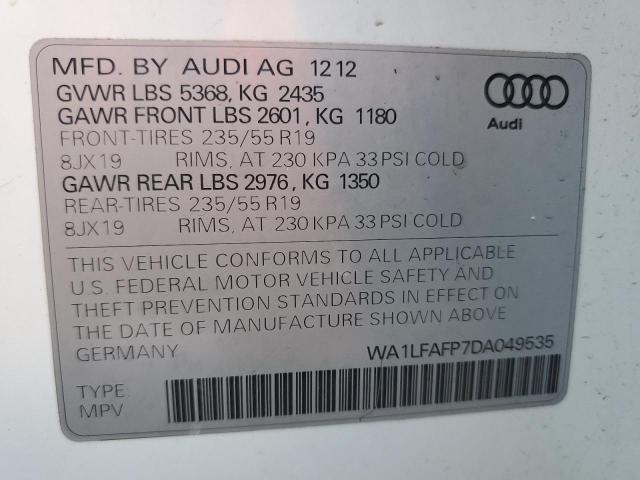 MFD. BY AUDI AG 12 12
GVWR LBS 5368, KG 2435
GAWR FRONT LBS 2601, KG 1180
FRONT-TIRES 235/55 R19
8JX19 RIMS, AT 230 KPA 33 PSI COLD
GAWR REAR LBS 2976, KG 1350
REAR-TIRES 235/55 R19
8JX19 RIMS, AT 230 KPA 33 PSI COLD
Audi
THIS VEHICLE CONFORMS TO ALL APPLICABLE
U.S. FEDERAL MOTOR VEHICLE SAFETY AND
THEFT PREVENTION STANDARDS IN EFFECT ON
THE DATE OF MANUFACTURE SHOWN ABOVE
GERMANY WA1LFAFP7DA049535
TYPE:
MPV